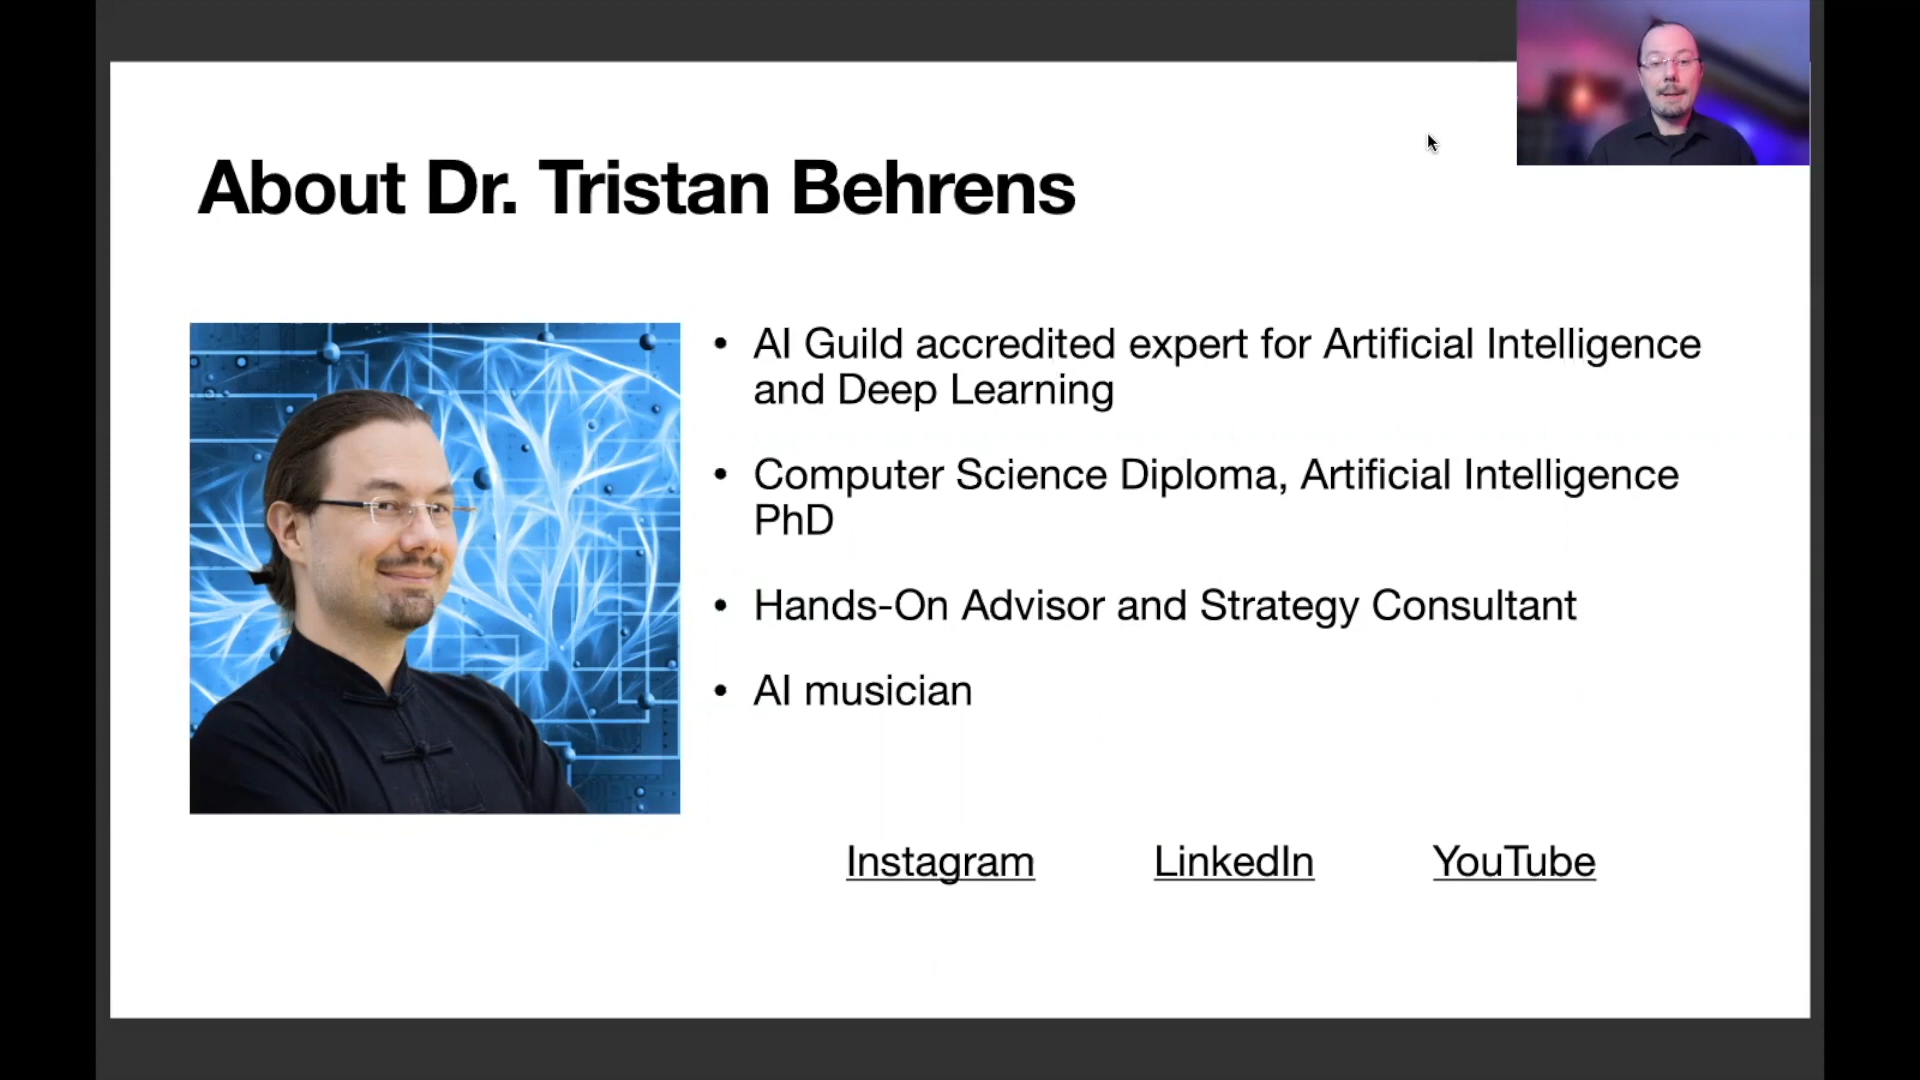 About Dr. Tristan Behrens
• AI Guild accredited expert for Artificial Intelligence
and Deep Learning
• Computer Science Diploma, Artificial Intelligence
PhD
• Hands-On Advisor and Strategy Consultant
• AI musician
Instagram LinkedIn YouTube